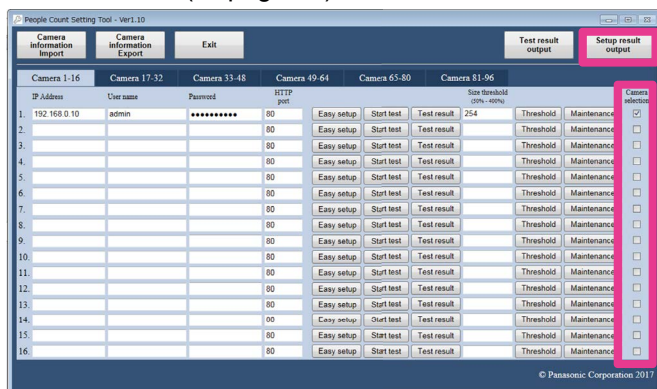 People Count Setting Tool - Ver1.10
Camera information Import
Camera information Export
Exit
Test result output
Setup result output
Camera 1-16 Camera 17-32 Camera 33-48 Camera 49-64 Camera 65-80 Camera 81-96
IP Address User name Password HTTP port Size threshold (50% - 400%) Camera selection
1. 192.168.0.10 admin ●●●●●●●●●● 80 Easy setup Start test Test result 254 Threshold Maintenance
2. 80 Easy setup Start test Test result Threshold Maintenance
3. 80 Easy setup Start test Test result Threshold Maintenance
4. 80 Easy setup Start test Test result Threshold Maintenance
5. 80 Easy setup Start test Test result Threshold Maintenance
6. 80 Easy setup Start test Test result Threshold Maintenance
7. 80 Easy setup Start test Test result Threshold Maintenance
8. 80 Easy setup Start test Test result Threshold Maintenance
9. 80 Easy setup Start test Test result Threshold Maintenance
10. 80 Easy setup Start test Test result Threshold Maintenance
11. 80 Easy setup Start test Test result Threshold Maintenance
12. 80 Easy setup Start test Test result Threshold Maintenance
13. 80 Easy setup Start test Test result Threshold Maintenance
14. 80 Easy setup Start test Test result Threshold Maintenance
15. 80 Easy setup Start test Test result Threshold Maintenance
16. 80 Easy setup Start test Test result Threshold Maintenance
© Panasonic Corporation 2017